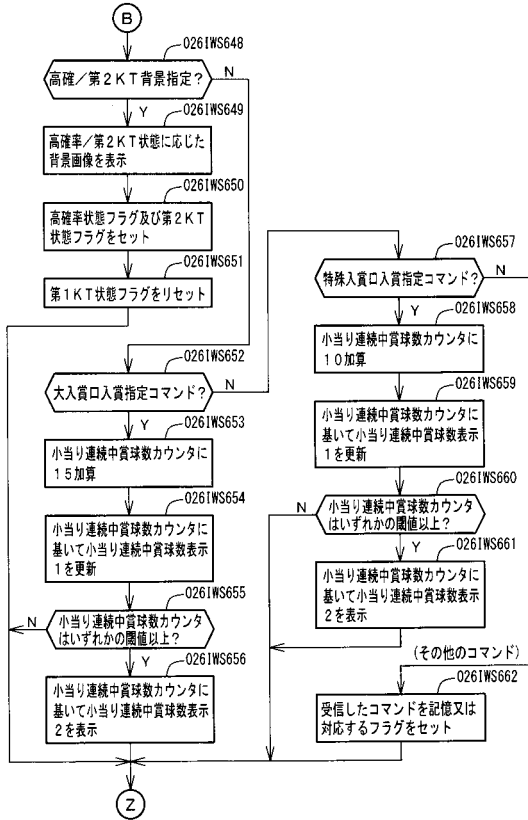 B
026IWS648
高確／第２ＫＴ背景指定？
N
Y
026IWS649
高確率／第２ＫＴ状態に応じた
背景画像を表示
026IWS650
高確率状態フラグ及び第２ＫＴ
状態フラグをセット
026IWS651
第１ＫＴ状態フラグをリセット
026IWS652
大入賞口入賞指定コマンド？
N
Y
026IWS653
小当り連続中賞球数カウンタに
１５加算
026IWS654
小当り連続中賞球数カウンタに
基いて小当り連続中賞球数表示
１を更新
026IWS655
小当り連続中賞球数カウンタ
はいずれかの閾値以上？
N
Y
026IWS656
小当り連続中賞球数カウンタに
基いて小当り連続中賞球数表示
２を表示
Z
026IWS657
特殊入賞口入賞指定コマンド？
N
Y
026IWS658
小当り連続中賞球数カウンタに
１０加算
026IWS659
小当り連続中賞球数カウンタに
基いて小当り連続中賞球数表示
１を更新
026IWS660
小当り連続中賞球数カウンタ
はいずれかの閾値以上？
N
Y
026IWS661
小当り連続中賞球数カウンタに
基いて小当り連続中賞球数表示
２を表示
(その他のコマンド)
026IWS662
受信したコマンドを記憶又は
対応するフラグをセット